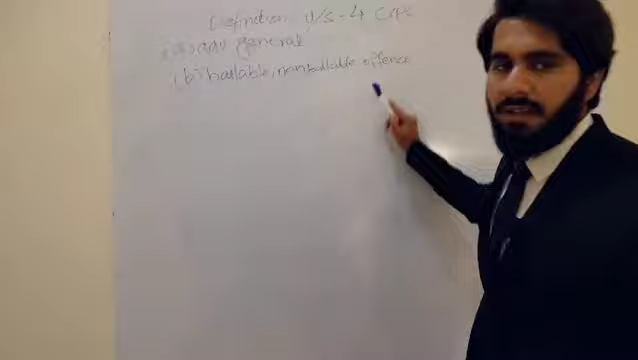 Definition u/s-4 CrPC
(a) adv general
(b) bailable, nonbailable offence